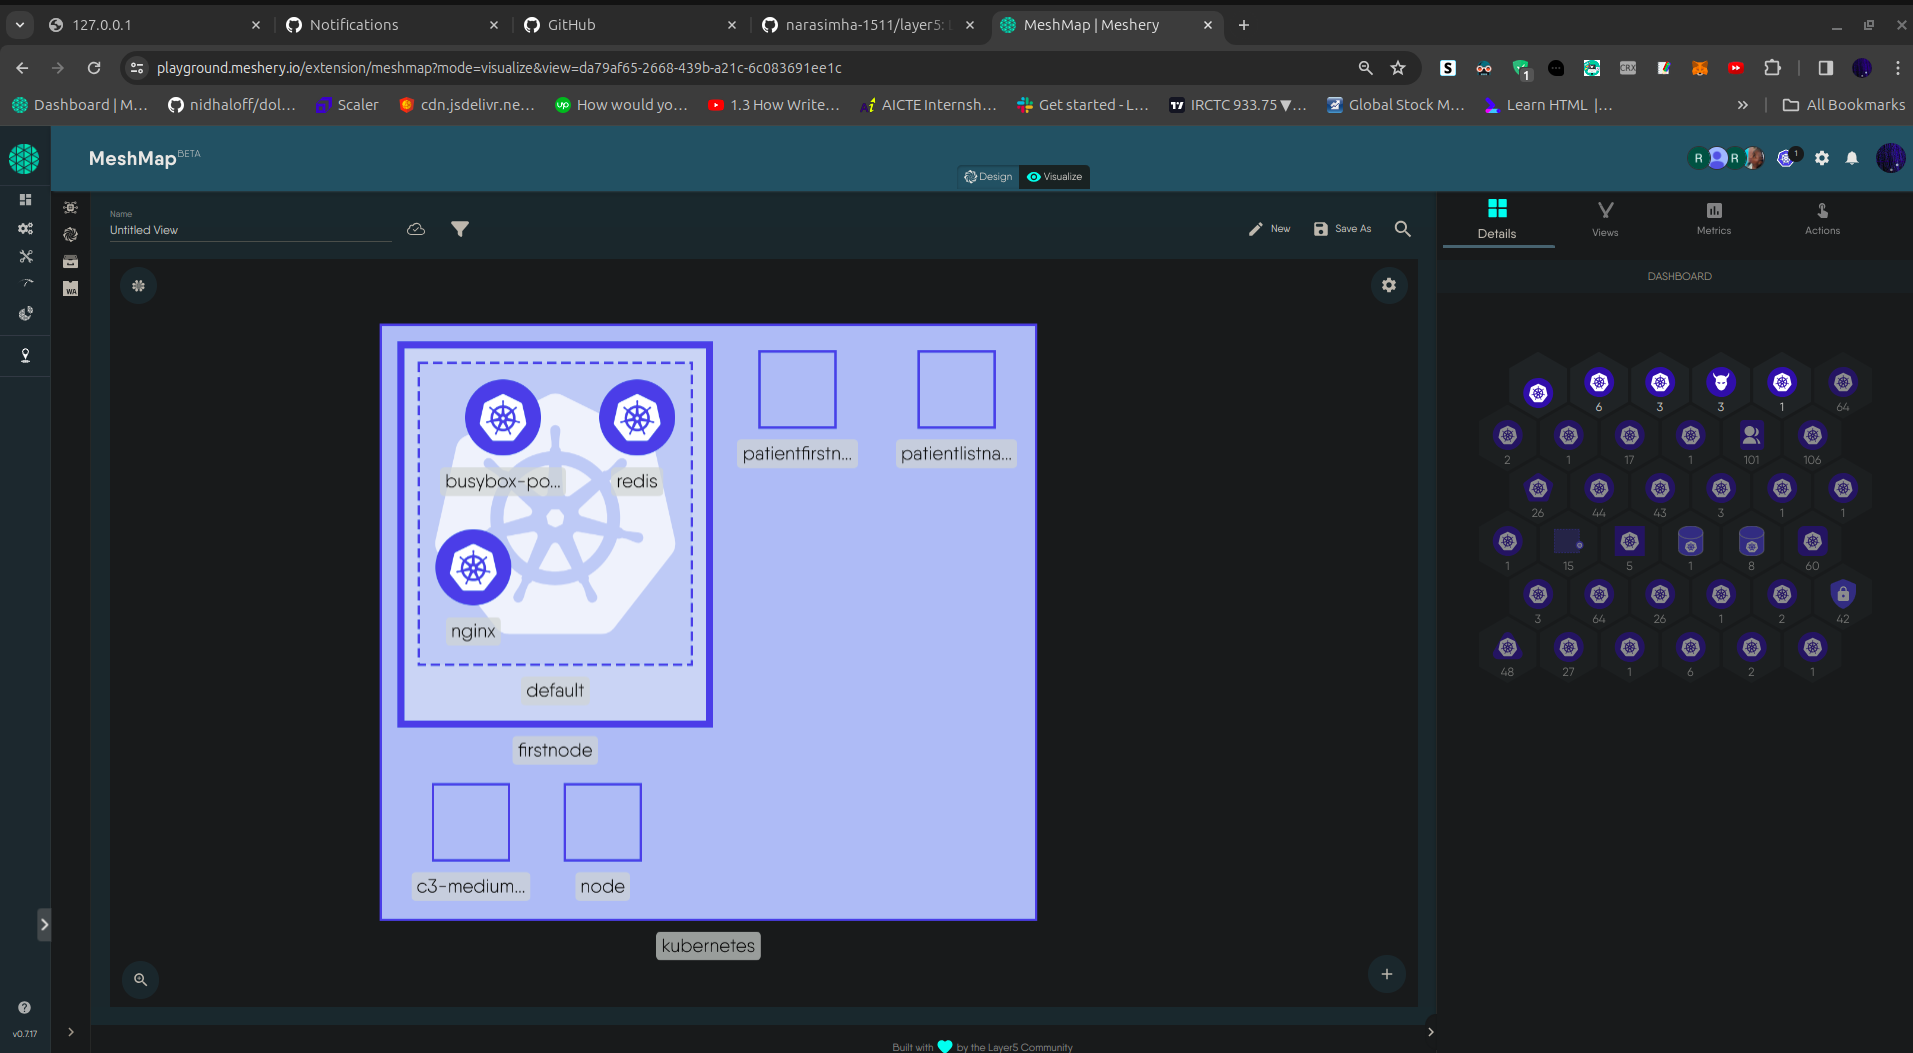 127.0.0.1
Notifications
GitHub
narasimha-1511/layer5:
MeshMap | Meshery
playground.meshery.io/extension/meshmap?mode=visualize&view=da79af65-2668-439b-a21c-6c083691ee1c
1
CRX
Dashboard | M...
nidhaloff/dol...
Scaler
cdn.jsdelivr.ne...
How would yo...
1.3 How Write...
AICTE Internsh...
Get started - L...
IRCTC 933.75 ▼...
Global Stock M...
Learn HTML |...
»
All Bookmarks
MeshMap BETA
Design
Visualize
R
R
1
Name
Untitled View
New
Save As
Details
Views
Metrics
Actions
DASHBOARD
WA
busybox-po...
redis
nginx
default
firstnode
patientfirstn...
patientlistna...
c3-medium...
node
kubernetes
6 3 3 1 64
2 1 17 1 101 106
26 44 43 3 1 1
1 15 5 1 8 60
3 64 26 1 2 42
48 27 1 6 2 1
v0.7.17
Built with by the Layer5 Community